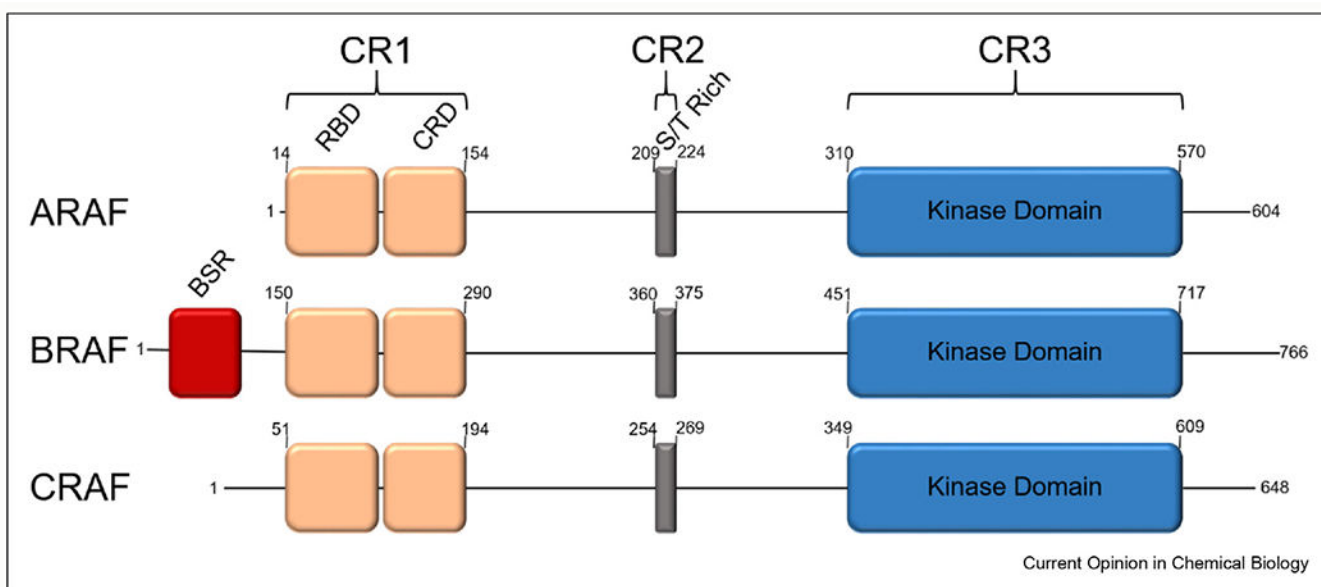 CR1 CR2 CR3
RBD CRD S/T Rich
14 154 209 224 310 570
ARAF 1 Kinase Domain 604
BSR
150 290 360 375 451 717
BRAF 1 Kinase Domain 766
51 194 254 269 349 609
CRAF 1 Kinase Domain 648
Current Opinion in Chemical Biology